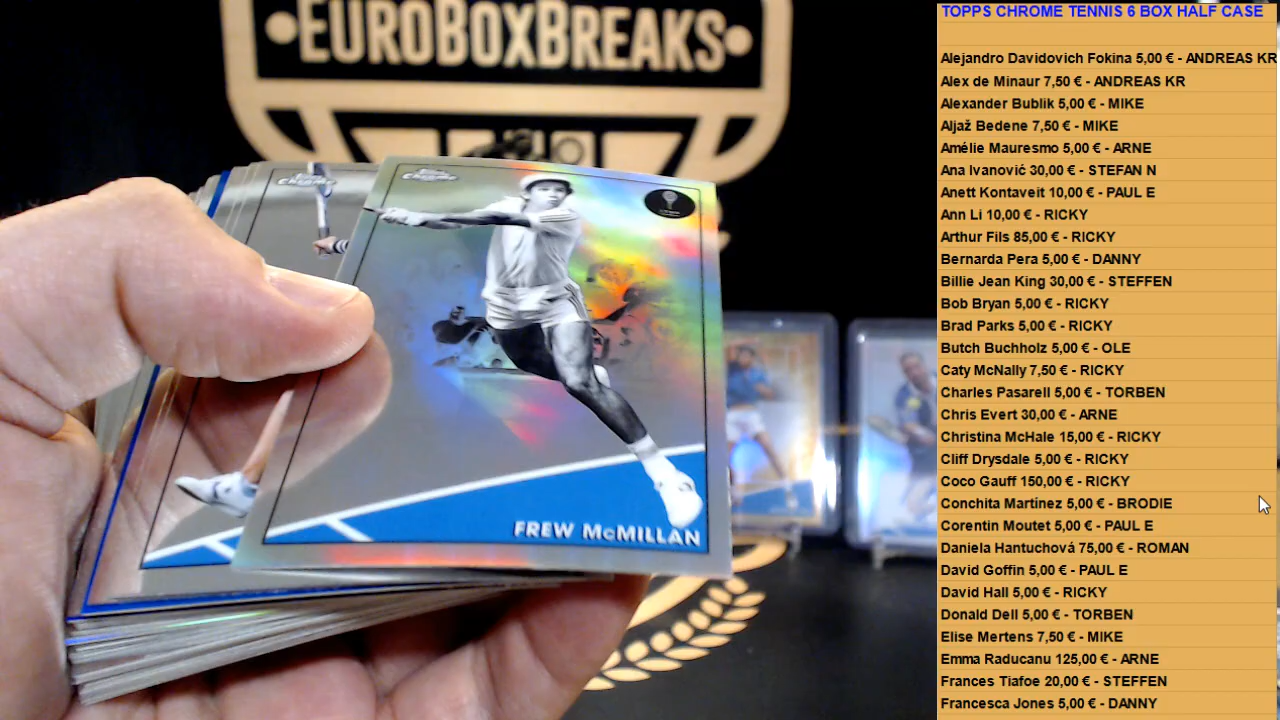 EUROBOXBREAKS
Topps
CHROME
Topps
CHROME
FREW McMILLAN
TOPPS CHROME TENNIS 6 BOX HALF CASE
Alejandro Davidovich Fokina 5,00 € - ANDREAS KR
Alex de Minaur 7,50 € - ANDREAS KR
Alexander Bublik 5,00 € - MIKE
Aljaž Bedene 7,50 € - MIKE
Amélie Mauresmo 5,00 € - ARNE
Ana Ivanović 30,00 € - STEFAN N
Anett Kontaveit 10,00 € - PAUL E
Ann Li 10,00 € - RICKY
Arthur Fils 85,00 € - RICKY
Bernarda Pera 5,00 € - DANNY
Billie Jean King 30,00 € - STEFFEN
Bob Bryan 5,00 € - RICKY
Brad Parks 5,00 € - RICKY
Butch Buchholz 5,00 € - OLE
Caty McNally 7,50 € - RICKY
Charles Pasarell 5,00 € - TORBEN
Chris Evert 30,00 € - ARNE
Christina McHale 15,00 € - RICKY
Cliff Drysdale 5,00 € - RICKY
Coco Gauff 150,00 € - RICKY
Conchita Martínez 5,00 € - BRODIE
Corentin Moutet 5,00 € - PAUL E
Daniela Hantuchová 75,00 € - ROMAN
David Goffin 5,00 € - PAUL E
David Hall 5,00 € - RICKY
Donald Dell 5,00 € - TORBEN
Elise Mertens 7,50 € - MIKE
Emma Raducanu 125,00 € - ARNE
Frances Tiafoe 20,00 € - STEFFEN
Francesca Jones 5,00 € - DANNY